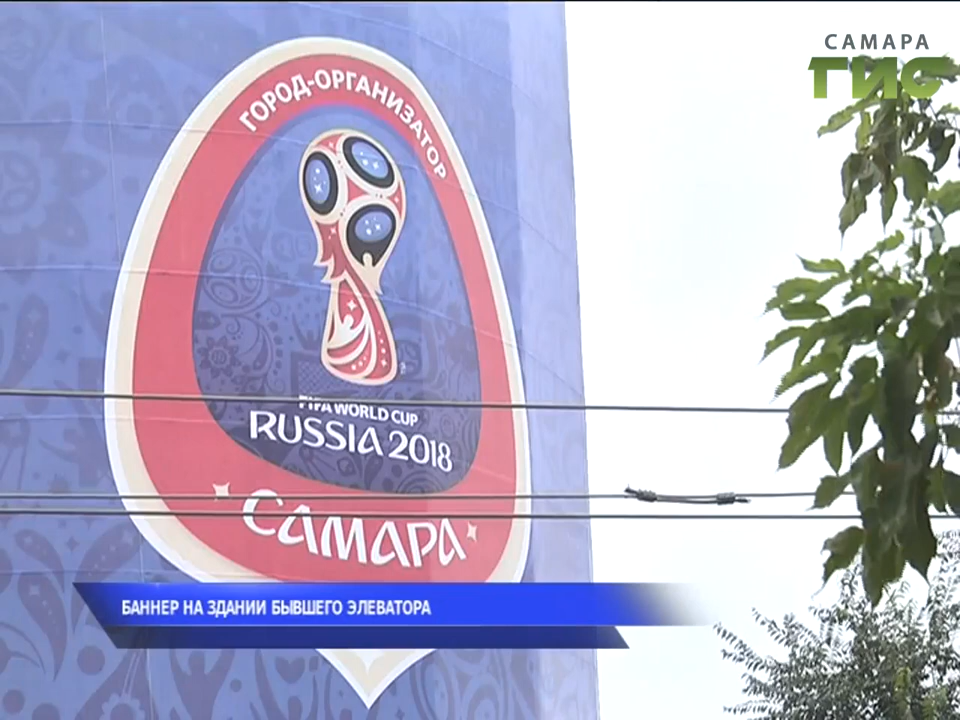 САМАРА
ГИС
ГОРОД-ОРГАНИЗАТОР
FIFA WORLD CUP
RUSSIA 2018
САМАРА
БАННЕР НА ЗДАНИИ БЫВШЕГО ЭЛЕВАТОРА